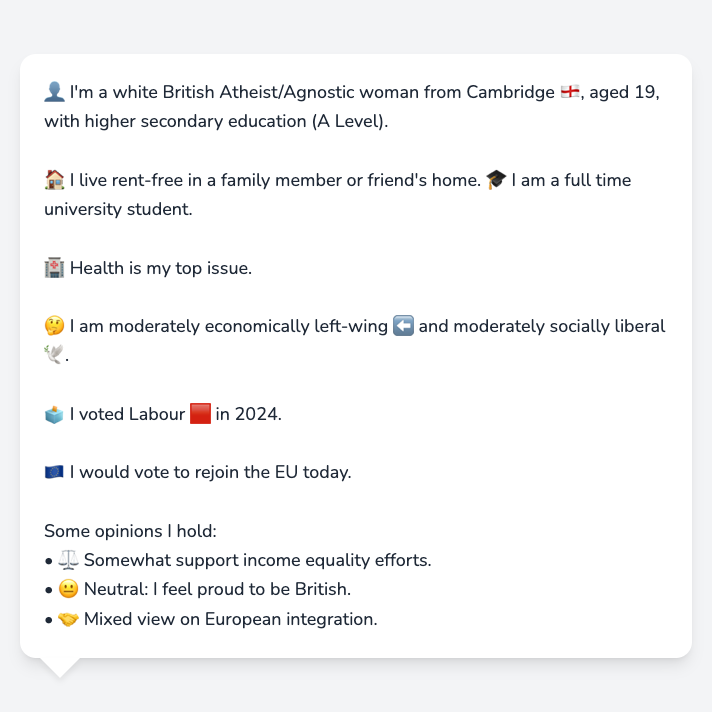 👤 I'm a white British Atheist/Agnostic woman from Cambridge 🏴󠁧󠁢󠁥󠁮󠁧󠁿, aged 19,
with higher secondary education (A Level).
🏠 I live rent-free in a family member or friend's home. 🎓 I am a full time
university student.
🏥 Health is my top issue.
🤔 I am moderately economically left-wing ⬅️ and moderately socially liberal
🕊️.
🗳️ I voted Labour 🟥 in 2024.
🇪🇺 I would vote to rejoin the EU today.
Some opinions I hold:
• ⚖️ Somewhat support income equality efforts.
• 😐 Neutral: I feel proud to be British.
• 🤝 Mixed view on European integration.